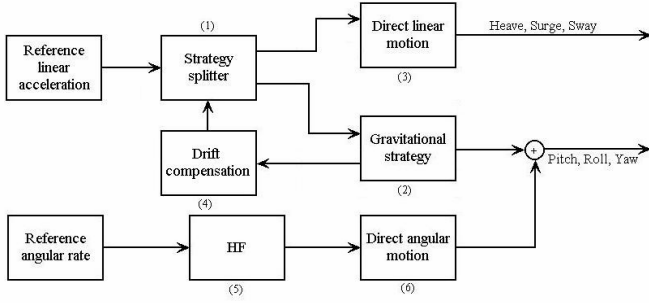 (1)
Reference
linear
acceleration
Strategy
splitter
Direct linear
motion
(3)
Heave, Surge, Sway
Drift
compensation
(4)
Gravitational
strategy
(2)
+
Pitch, Roll, Yaw
Reference
angular rate
HF
(5)
Direct angular
motion
(6)